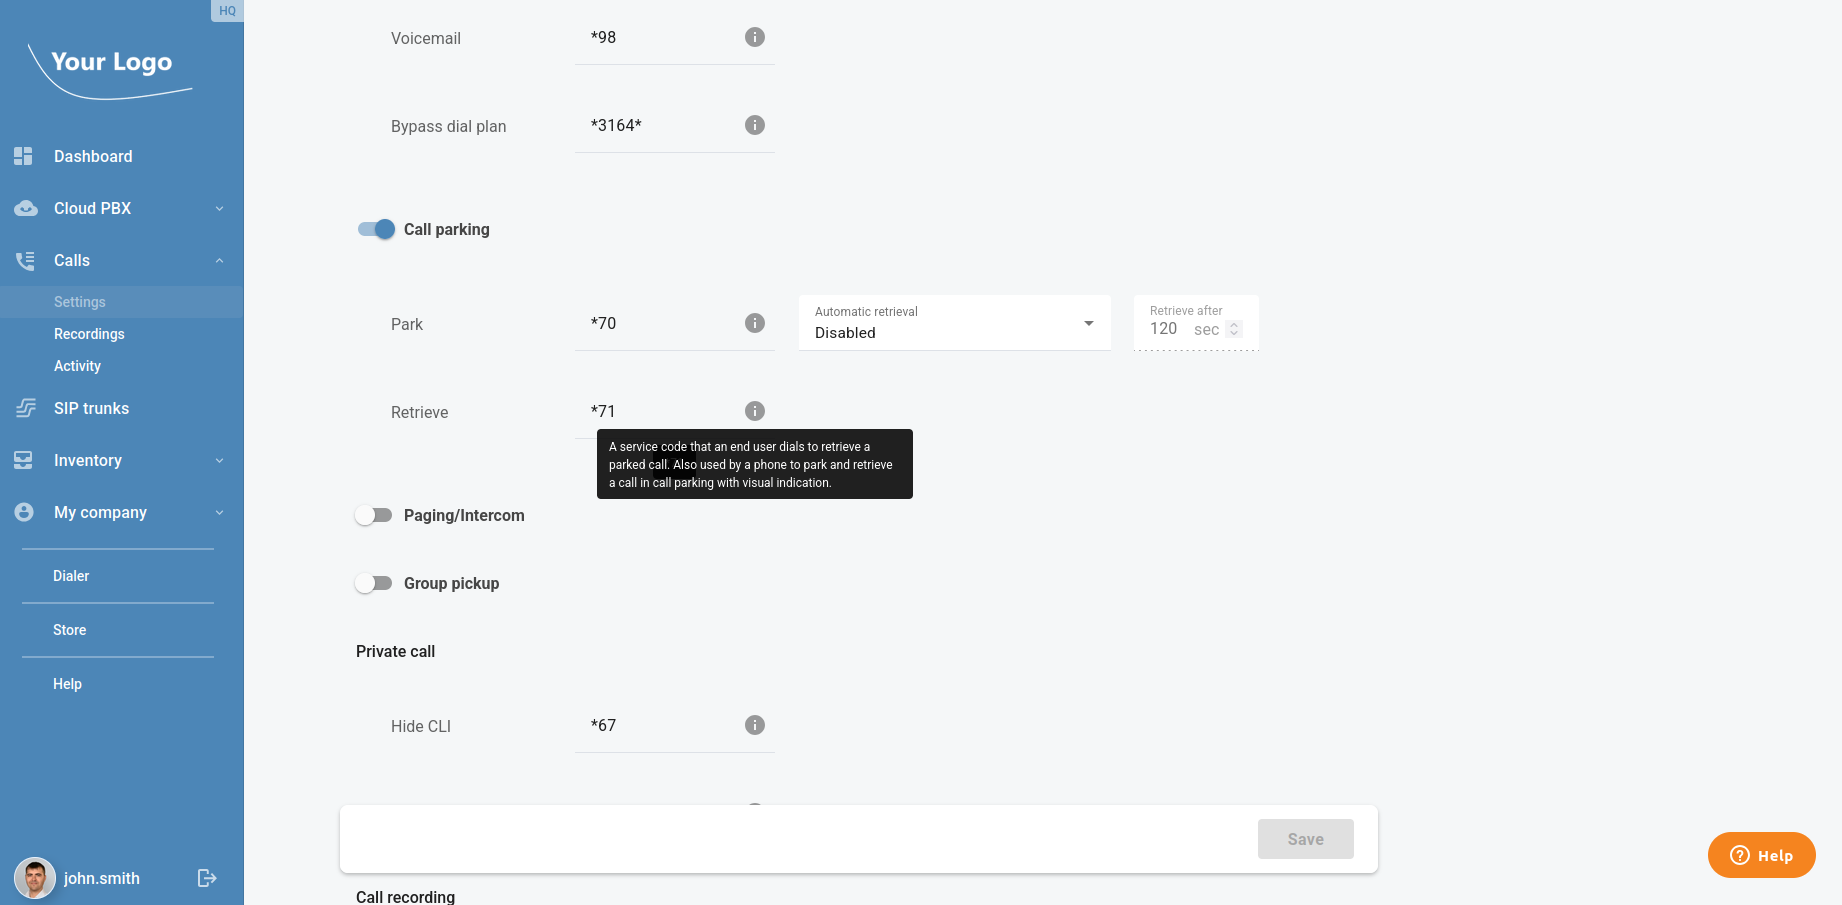 HQ
Your Logo
Dashboard
Cloud PBX
Calls
Settings
Recordings
Activity
SIP trunks
Inventory
My company
Dialer
Store
Help
john.smith
Voicemail *98
Bypass dial plan *3164*
Call parking
Park *70 Automatic retrieval Disabled Retrieve after 120 sec
Retrieve *71
A service code that an end user dials to retrieve a
parked call. Also used by a phone to park and retrieve
a call in call parking with visual indication.
Paging/Intercom
Group pickup
Private call
Hide CLI *67
Save
Help
Call recording